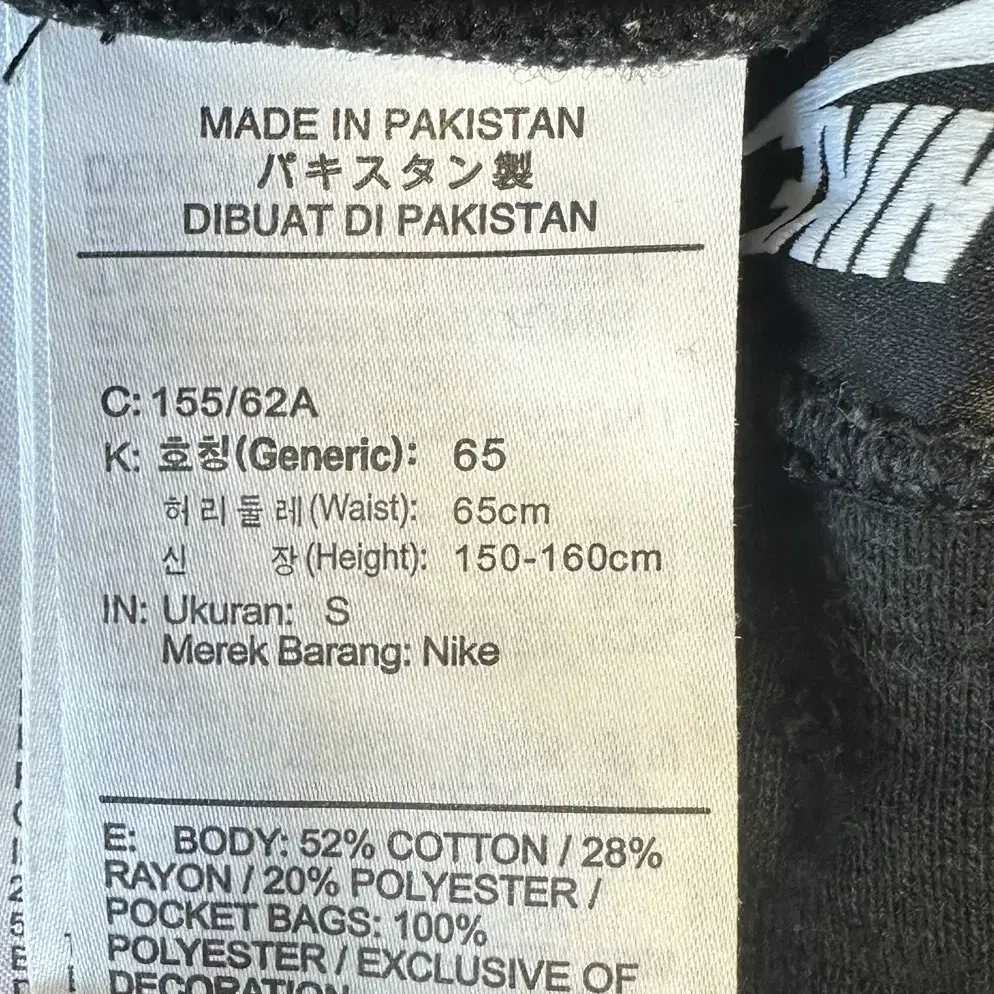 MADE IN PAKISTAN
パキスタン製
DIBUAT DI PAKISTAN
C: 155/62A
K: 호칭(Generic): 65
허리둘레(Waist): 65cm
신 장(Height): 150-160cm
IN: Ukuran: S
Merek Barang: Nike
E: BODY: 52% COTTON / 28%
RAYON / 20% POLYESTER /
POCKET BAGS: 100%
POLYESTER / EXCLUSIVE OF
DECORATION